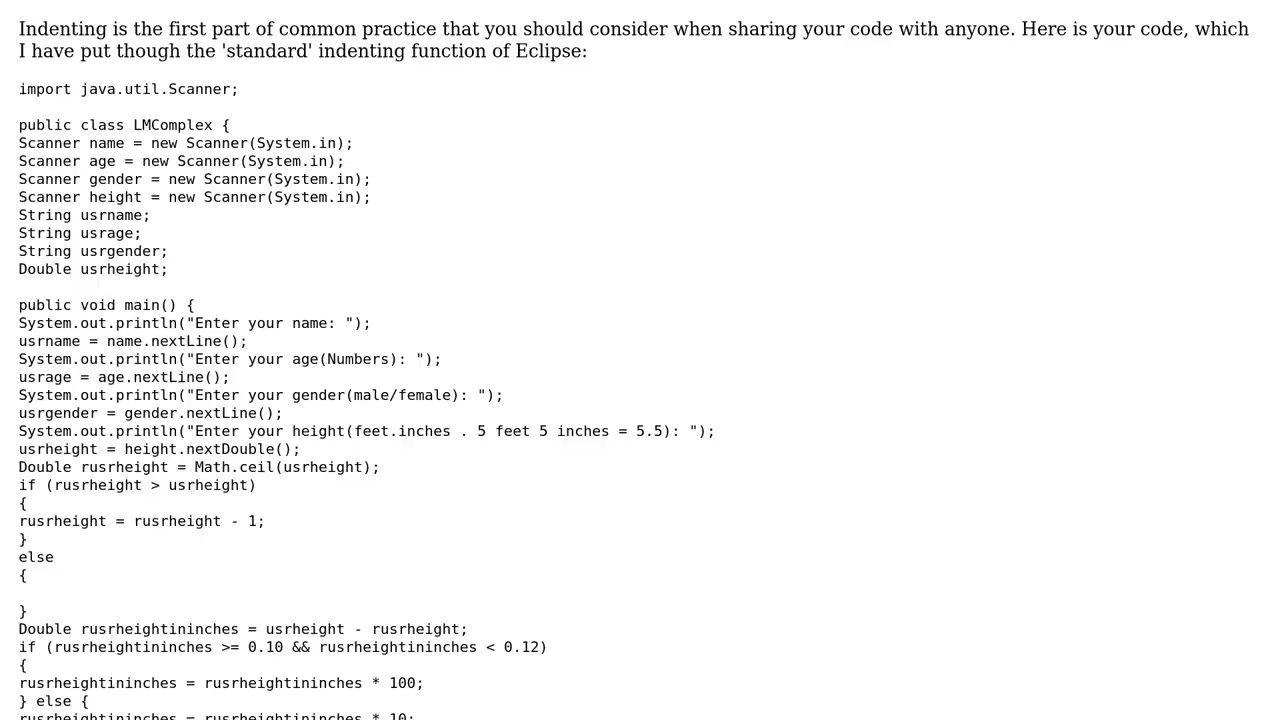 Indenting is the first part of common practice that you should consider when sharing your code with anyone. Here is your code, which
I have put though the 'standard' indenting function of Eclipse:
import java.util.Scanner;
public class LMComplex {
Scanner name = new Scanner(System.in);
Scanner age = new Scanner(System.in);
Scanner gender = new Scanner(System.in);
Scanner height = new Scanner(System.in);
String usrname;
String usrage;
String usrgender;
Double usrheight;
public void main() {
System.out.println("Enter your name: ");
usrname = name.nextLine();
System.out.println("Enter your age(Numbers): ");
usrage = age.nextLine();
System.out.println("Enter your gender(male/female): ");
usrgender = gender.nextLine();
System.out.println("Enter your height(feet.inches . 5 feet 5 inches = 5.5): ");
usrheight = height.nextDouble();
Double rusrheight = Math.ceil(usrheight);
if (rusrheight > usrheight)
{
rusrheight = rusrheight - 1;
}
else
{
}
Double rusrheightininches = usrheight - rusrheight;
if (rusrheightininches >= 0.10 && rusrheightininches < 0.12)
{
rusrheightininches = rusrheightininches * 100;
} else {
rusrheightininches = rusrheightininches * 10;